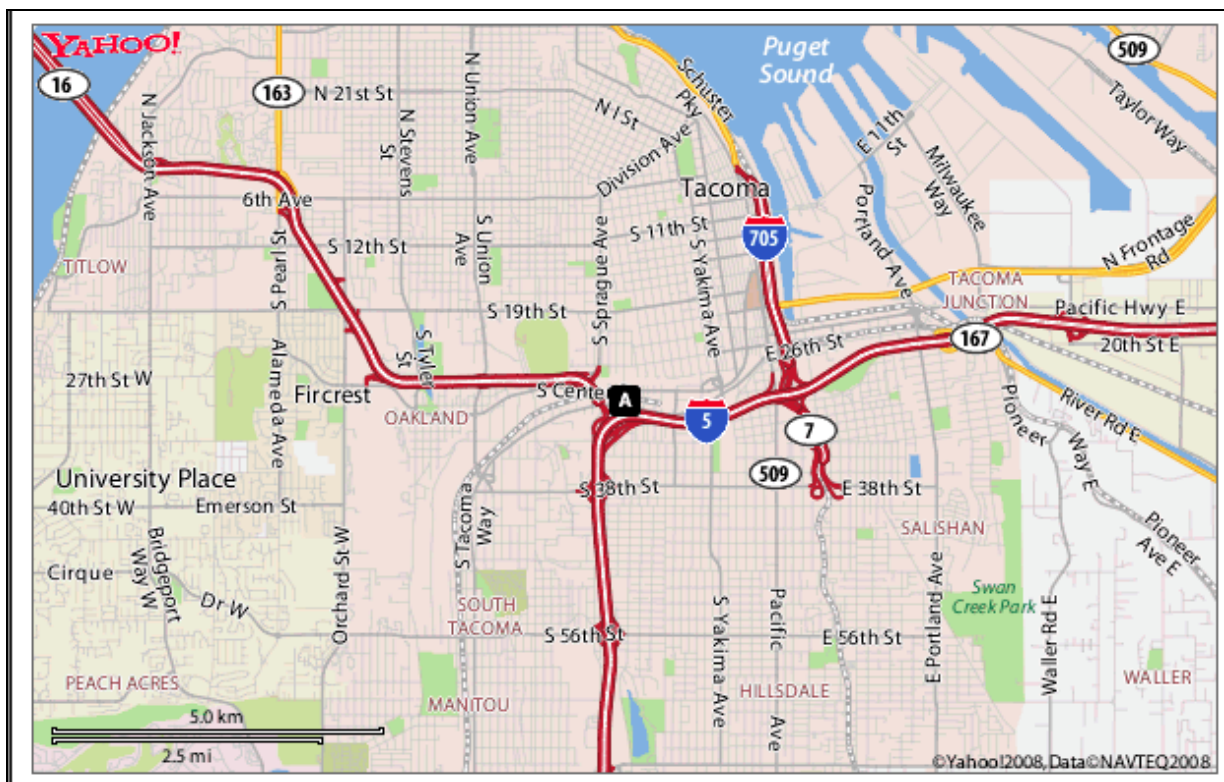 YAHOO!
16
163
N 21st St
N Jackson Ave
N Stevens
St
N Union Ave
N I St
Schuster
Pky
Division Ave
Puget
Sound
509
Taylor Way
E 11th
St
Milwaukee
Way
Portland Ave
Tacoma
6th Ave
S 11th St
S 12th St
705
N Frontage
Rd
TITLOW
S Pearl St
S Union
Ave
S Sprague Ave
S Yakima Ave
TACOMA
JUNCTION
S 19th St
Pacific Hwy E
20th St E
167
E 26th St
27th St W
Alameda Ave
Fircrest
S Tyler
St
OAKLAND
S Cente
A
5
7
Pioneer
Way E
River Rd E
University Place
509
40th St W
Emerson St
S 38th St
E 38th St
S Tacoma
Way
SALISHAN
Pioneer
Ave E
Cirque
Dr W
Bridgeport
Way W
Orchard St W
SOUTH
TACOMA
S 56th St
S Yakima Ave
Pacific
Ave
E 56th St
E Portland Ave
Swan
Creek Park
Waller Rd E
WALLER
PEACH ACRES
MANITOU
HILLSDALE
5.0 km
2.5 mi
©Yahoo!2008,Data©NAVTEQ2008